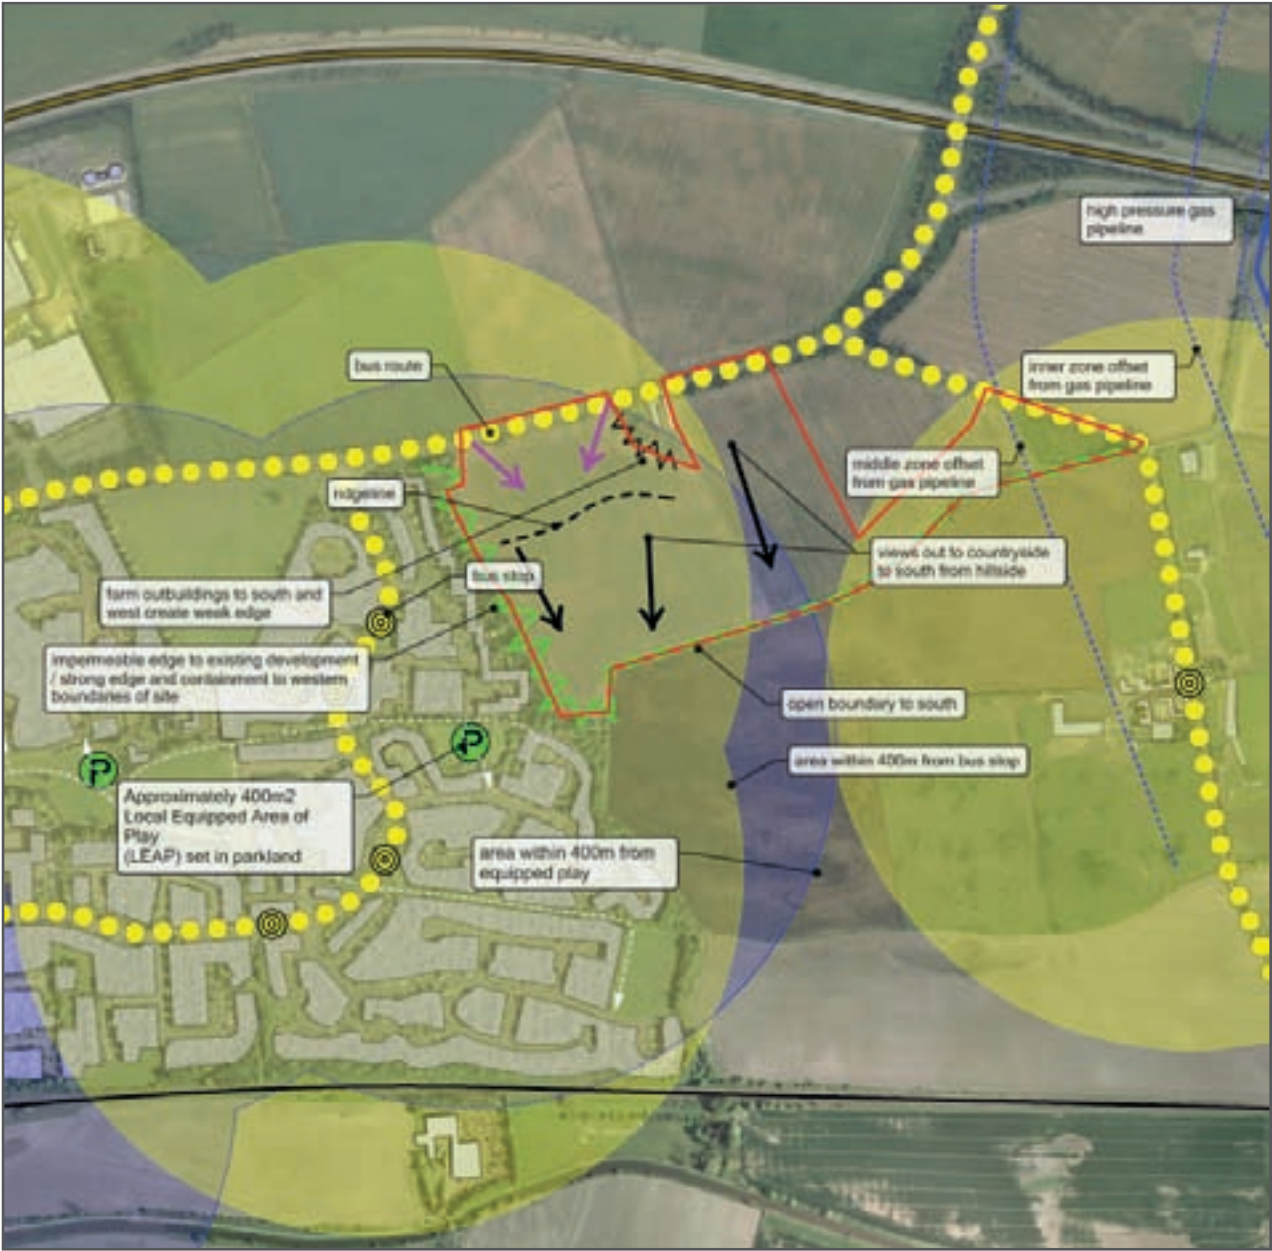 high pressure gas
pipeline
bus route
inner zone offset
from gas pipeline
middle zone offset
from gas pipeline
ridgeline
views out to countryside
to south from hillside
bus stop
farm outbuildings to south and
west create weak edge
impermeable edge to existing development
/ strong edge and containment to western
boundaries of site
open boundary to south
P
P
area within 400m from bus stop
Approximately 400m2
Local Equipped Area of
Play
(LEAP) set in parkland
area within 400m from
equipped play